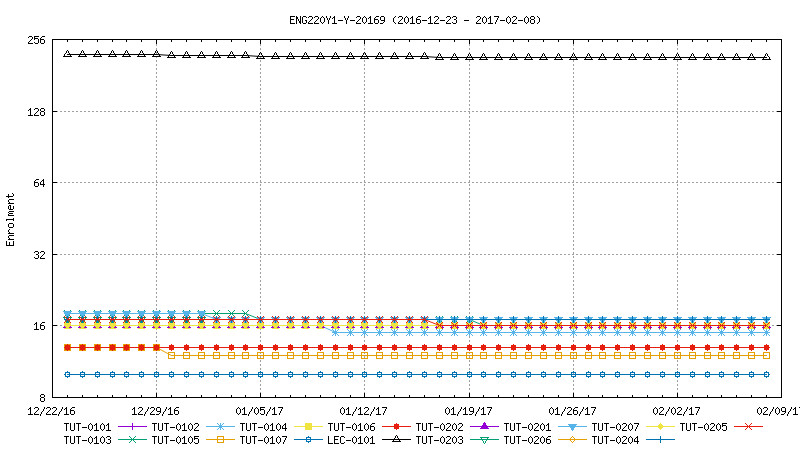 ENG220Y1-Y-20169 (2016-12-23 - 2017-02-08)
256
128
64
32
16
8
Enrolment
12/22/16 12/29/16 01/05/17 01/12/17 01/19/17 01/26/17 02/02/17 02/09/1
TUT-0101 TUT-0102 TUT-0104 TUT-0106 TUT-0202 TUT-0201 TUT-0207 TUT-0205
TUT-0103 TUT-0105 TUT-0107 LEC-0101 TUT-0203 TUT-0206 TUT-0204